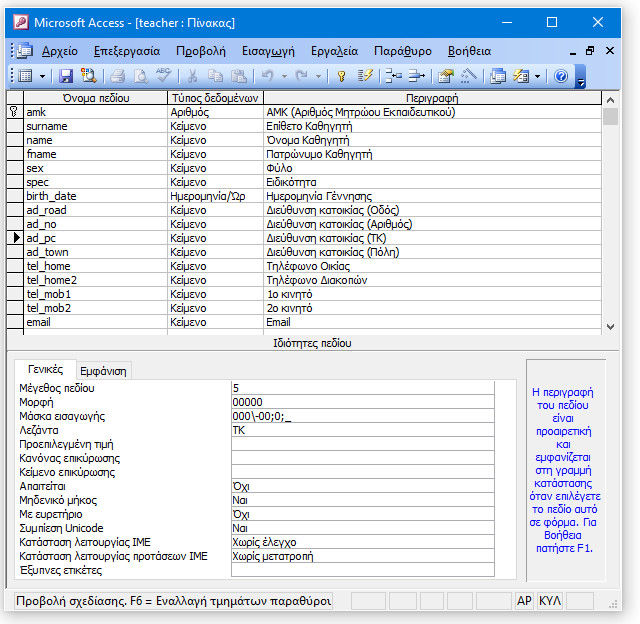 Microsoft Access - [teacher : Πίνακας]
Αρχείο Επεξεργασία Προβολή Εισαγωγή Εργαλεία Παράθυρο Βοήθεια
Όνομα πεδίου Τύπος δεδομένων Περιγραφή
amk Αριθμός ΑΜΚ (Αριθμός Μητρώου Εκπαιδευτικού)
surname Κείμενο Επίθετο Καθηγητή
name Κείμενο Όνομα Καθηγητή
fname Κείμενο Πατρώνυμο Καθηγητή
sex Κείμενο Φύλο
spec Κείμενο Ειδικότητα
birth_date Ημερομηνία/Ώρ Ημερομηνία Γέννησης
ad_road Κείμενο Διεύθυνση κατοικίας (Οδός)
ad_no Κείμενο Διεύθυνση κατοικίας (Αριθμός)
ad_pc Κείμενο Διεύθυνση κατοικίας (ΤΚ)
ad_town Κείμενο Διεύθυνση κατοικίας (Πόλη)
tel_home Κείμενο Τηλέφωνο Οικίας
tel_home2 Κείμενο Τηλέφωνο Διακοπών
tel_mob1 Κείμενο 1ο κινητό
tel_mob2 Κείμενο 2ο κινητό
email Κείμενο Email
Ιδιότητες πεδίου
Γενικές Εμφάνιση
Μέγεθος πεδίου 5
Μορφή 00000
Μάσκα εισαγωγής 000\-00;0;_
Λεζάντα ΤΚ
Προεπιλεγμένη τιμή
Κανόνας επικύρωσης
Κείμενο επικύρωσης
Απαιτείται Όχι
Μηδενικό μήκος Ναι
Με ευρετήριο Όχι
Συμπίεση Unicode Ναι
Κατάσταση λειτουργίας IME Χωρίς έλεγχο
Κατάσταση λειτουργίας προτάσεων IME Χωρίς μετατροπή
Έξυπνες ετικέτες
Η περιγραφή
του πεδίου
είναι
προαιρετική
και
εμφανίζεται
στη γραμμή
κατάστασης
όταν επιλέγετε
το πεδίο αυτό
σε φόρμα. Για
Βοήθεια
πατήστε F1.
Προβολή σχεδίασης. F6 = Εναλλαγή τμημάτων παραθύρου ΑΡ ΚΥΛ